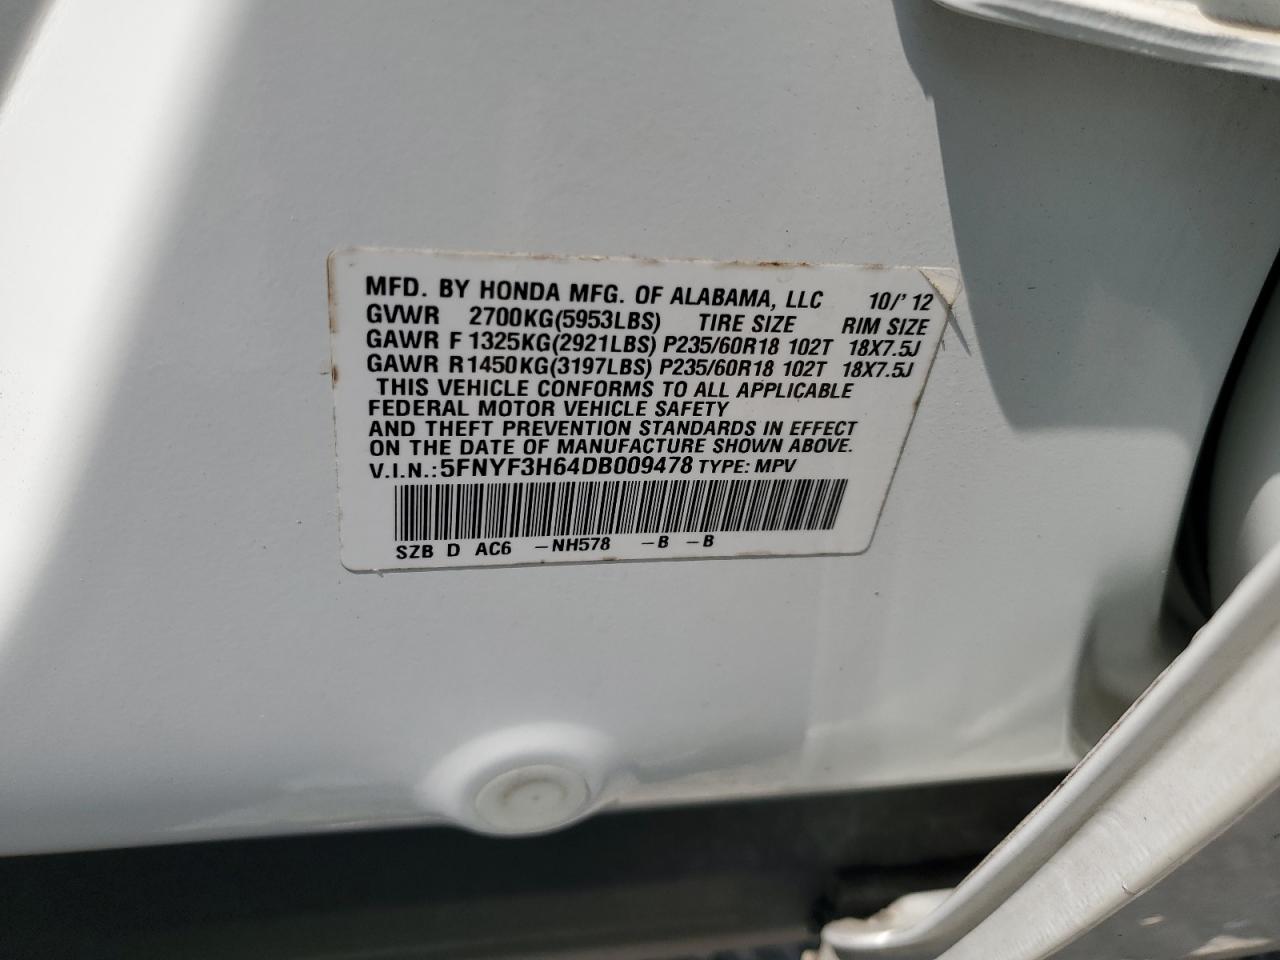 MFD. BY HONDA MFG. OF ALABAMA, LLC 10/'12
GVWR 2700KG(5953LBS) TIRE SIZE RIM SIZE
GAWR F 1325KG(2921LBS) P235/60R18 102T 18X7.5J
GAWR R1450KG(3197LBS) P235/60R18 102T 18X7.5J
THIS VEHICLE CONFORMS TO ALL APPLICABLE
FEDERAL MOTOR VEHICLE SAFETY
AND THEFT PREVENTION STANDARDS IN EFFECT
ON THE DATE OF MANUFACTURE SHOWN ABOVE.
V.I.N.:5FNYF3H64DB009478 TYPE: MPV
SZB D AC6 -NH578 -B -B